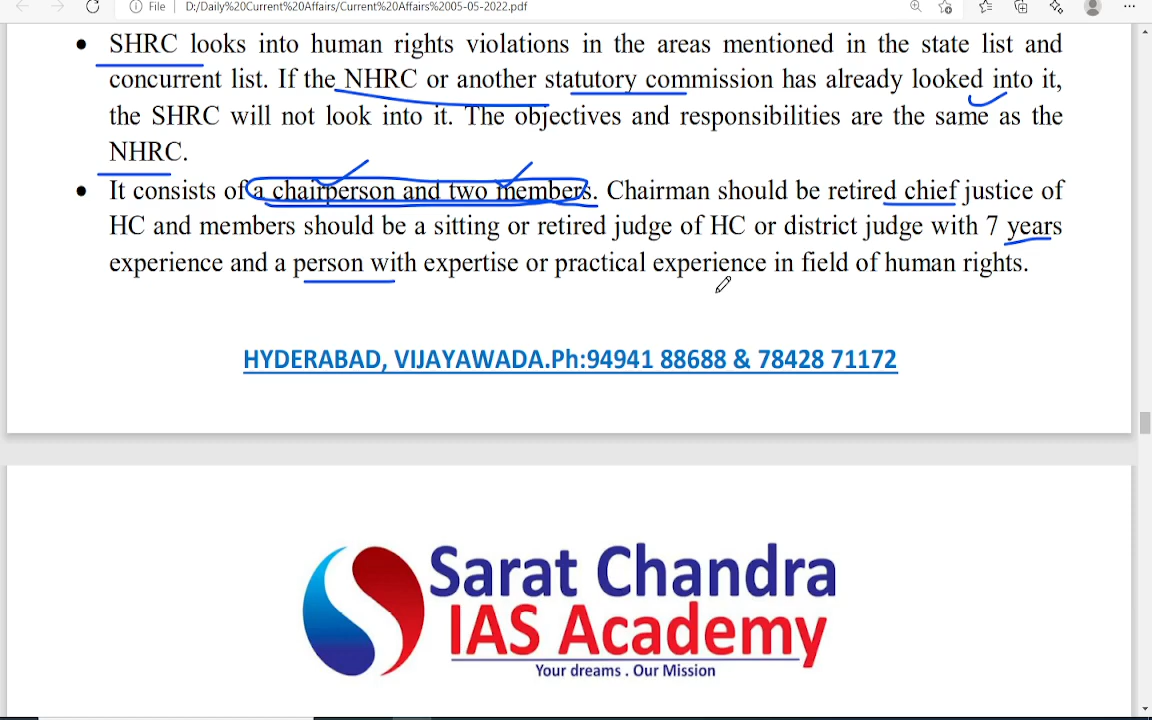 File D:/Daily%20Current%20Affairs/Current%20Affairs%2005-05-2022.pdf
• SHRC looks into human rights violations in the areas mentioned in the state list and
concurrent list. If the NHRC or another statutory commission has already looked into it,
the SHRC will not look into it. The objectives and responsibilities are the same as the
NHRC.
• It consists of a chairperson and two members. Chairman should be retired chief justice of
HC and members should be a sitting or retired judge of HC or district judge with 7 years
experience and a person with expertise or practical experience in field of human rights.
HYDERABAD, VIJAYAWADA.Ph:94941 88688 & 78428 71172
Sarat Chandra
IAS Academy
Your dreams . Our Mission